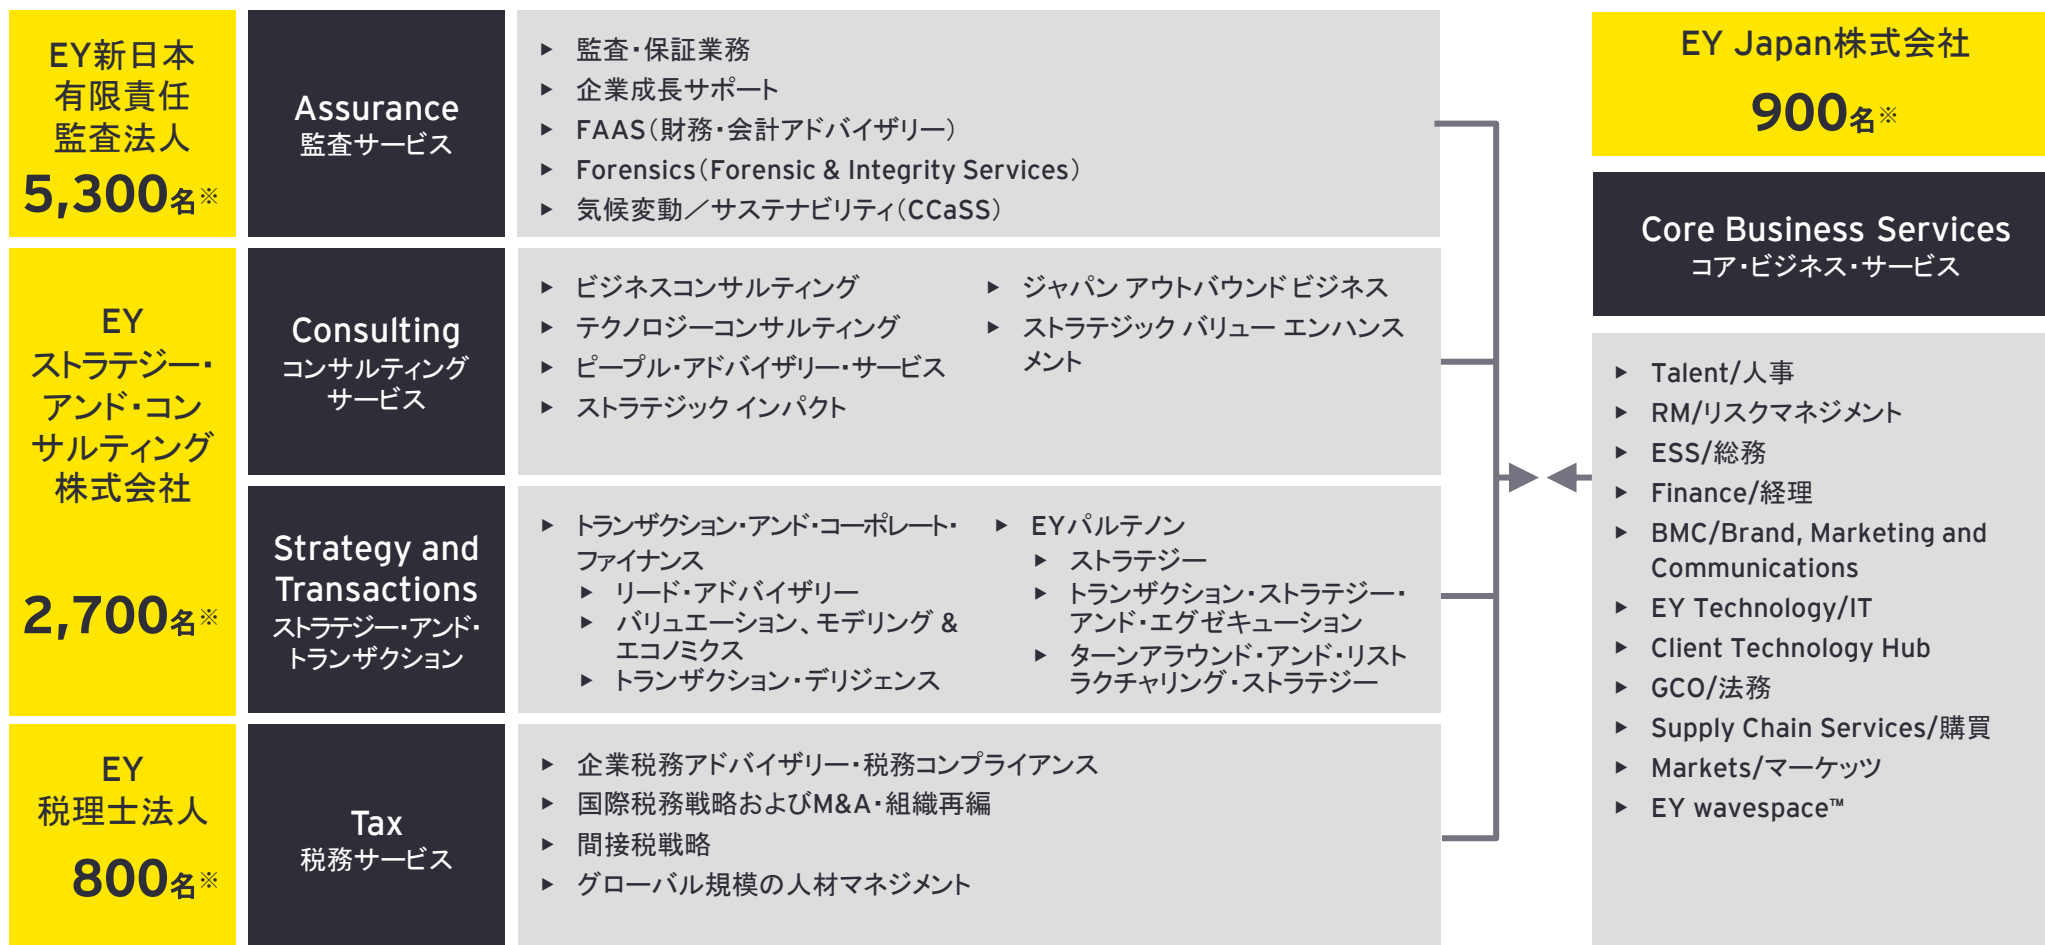 EY新日本
有限責任
監査法人
5,300名※
Assurance
監査サービス
▶ 監査・保証業務
▶ 企業成長サポート
▶ FAAS（財務・会計アドバイザリー）
▶ Forensics（Forensic & Integrity Services）
▶ 気候変動／サステナビリティ（CCaSS）
EY
ストラテジー・
アンド・コン
サルティング
株式会社
2,700名※
Consulting
コンサルティング
サービス
▶ ビジネスコンサルティング
▶ テクノロジーコンサルティング
▶ ピープル・アドバイザリー・サービス
▶ ストラテジック インパクト
▶ ジャパン アウトバウンド ビジネス
▶ ストラテジック バリュー エンハンス
メント
Strategy and
Transactions
ストラテジー・アンド・
トランザクション
▶ トランザクション・アンド・コーポレート・
ファイナンス
▶ リード・アドバイザリー
▶ バリュエーション、モデリング &
エコノミクス
▶ トランザクション・デリジェンス
▶ EYパルテノン
▶ ストラテジー
▶ トランザクション・ストラテジー・
アンド・エグゼキューション
▶ ターンアラウンド・アンド・リスト
ラクチャリング・ストラテジー
EY
税理士法人
800名※
Tax
税務サービス
▶ 企業税務アドバイザリー・税務コンプライアンス
▶ 国際税務戦略およびM&A・組織再編
▶ 間接税戦略
▶ グローバル規模の人材マネジメント
EY Japan株式会社
900名※
Core Business Services
コア・ビジネス・サービス
▶ Talent/人事
▶ RM/リスクマネジメント
▶ ESS/総務
▶ Finance/経理
▶ BMC/Brand, Marketing and
Communications
▶ EY Technology/IT
▶ Client Technology Hub
▶ GCO/法務
▶ Supply Chain Services/購買
▶ Markets/マーケッツ
▶ EY wavespace™